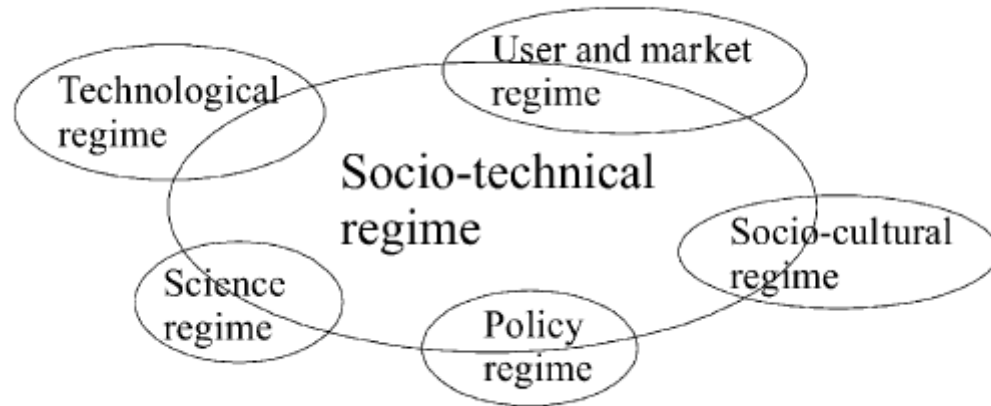 User and market
regime
Technological
regime
Socio-technical
regime
Socio-cultural
regime
Science
regime
Policy
regime